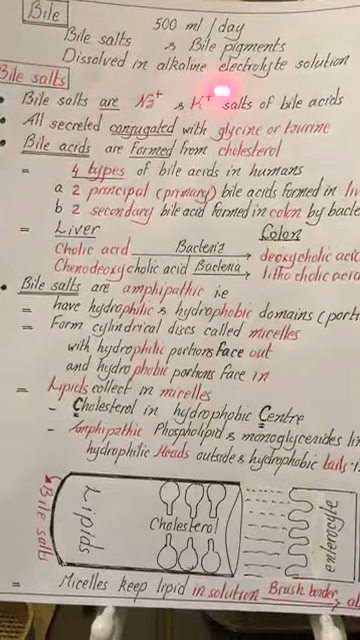 Bile
500 ml / day
Bile salts & Bile pigments
Dissolved in alkaline electrolyte solution
Bile salts
• Bile salts are Na+ & K+ salts of bile acids
• All secreted conjugated with glycine or taurine
• Bile acids are formed from cholesterol
= 4 types of bile acids in humans
a 2 principal (primary) bile acids formed in
b 2 secondary bile acid formed in colon by
= Liver Colon
Cholic acid Bacteria deoxycholic
Chenodeoxycholic acid Bacteria litho cholic
• Bile salts are amphipathic i.e
= have hydrophilic & hydrophobic domains
= Form cylindrical discs called micelles
with hydrophilic portions face out
and hydrophobic portions face in
= Lipids collect in micelles
- Cholesterol in hydrophobic Centre
- Amphipathic Phospholipid & monoglycerides
hydrophilic Heads outside & hydrophobic tails
Bile salts
Lipids
Cholesterol
enterocyte
= Micelles keep lipid in solution Brush border